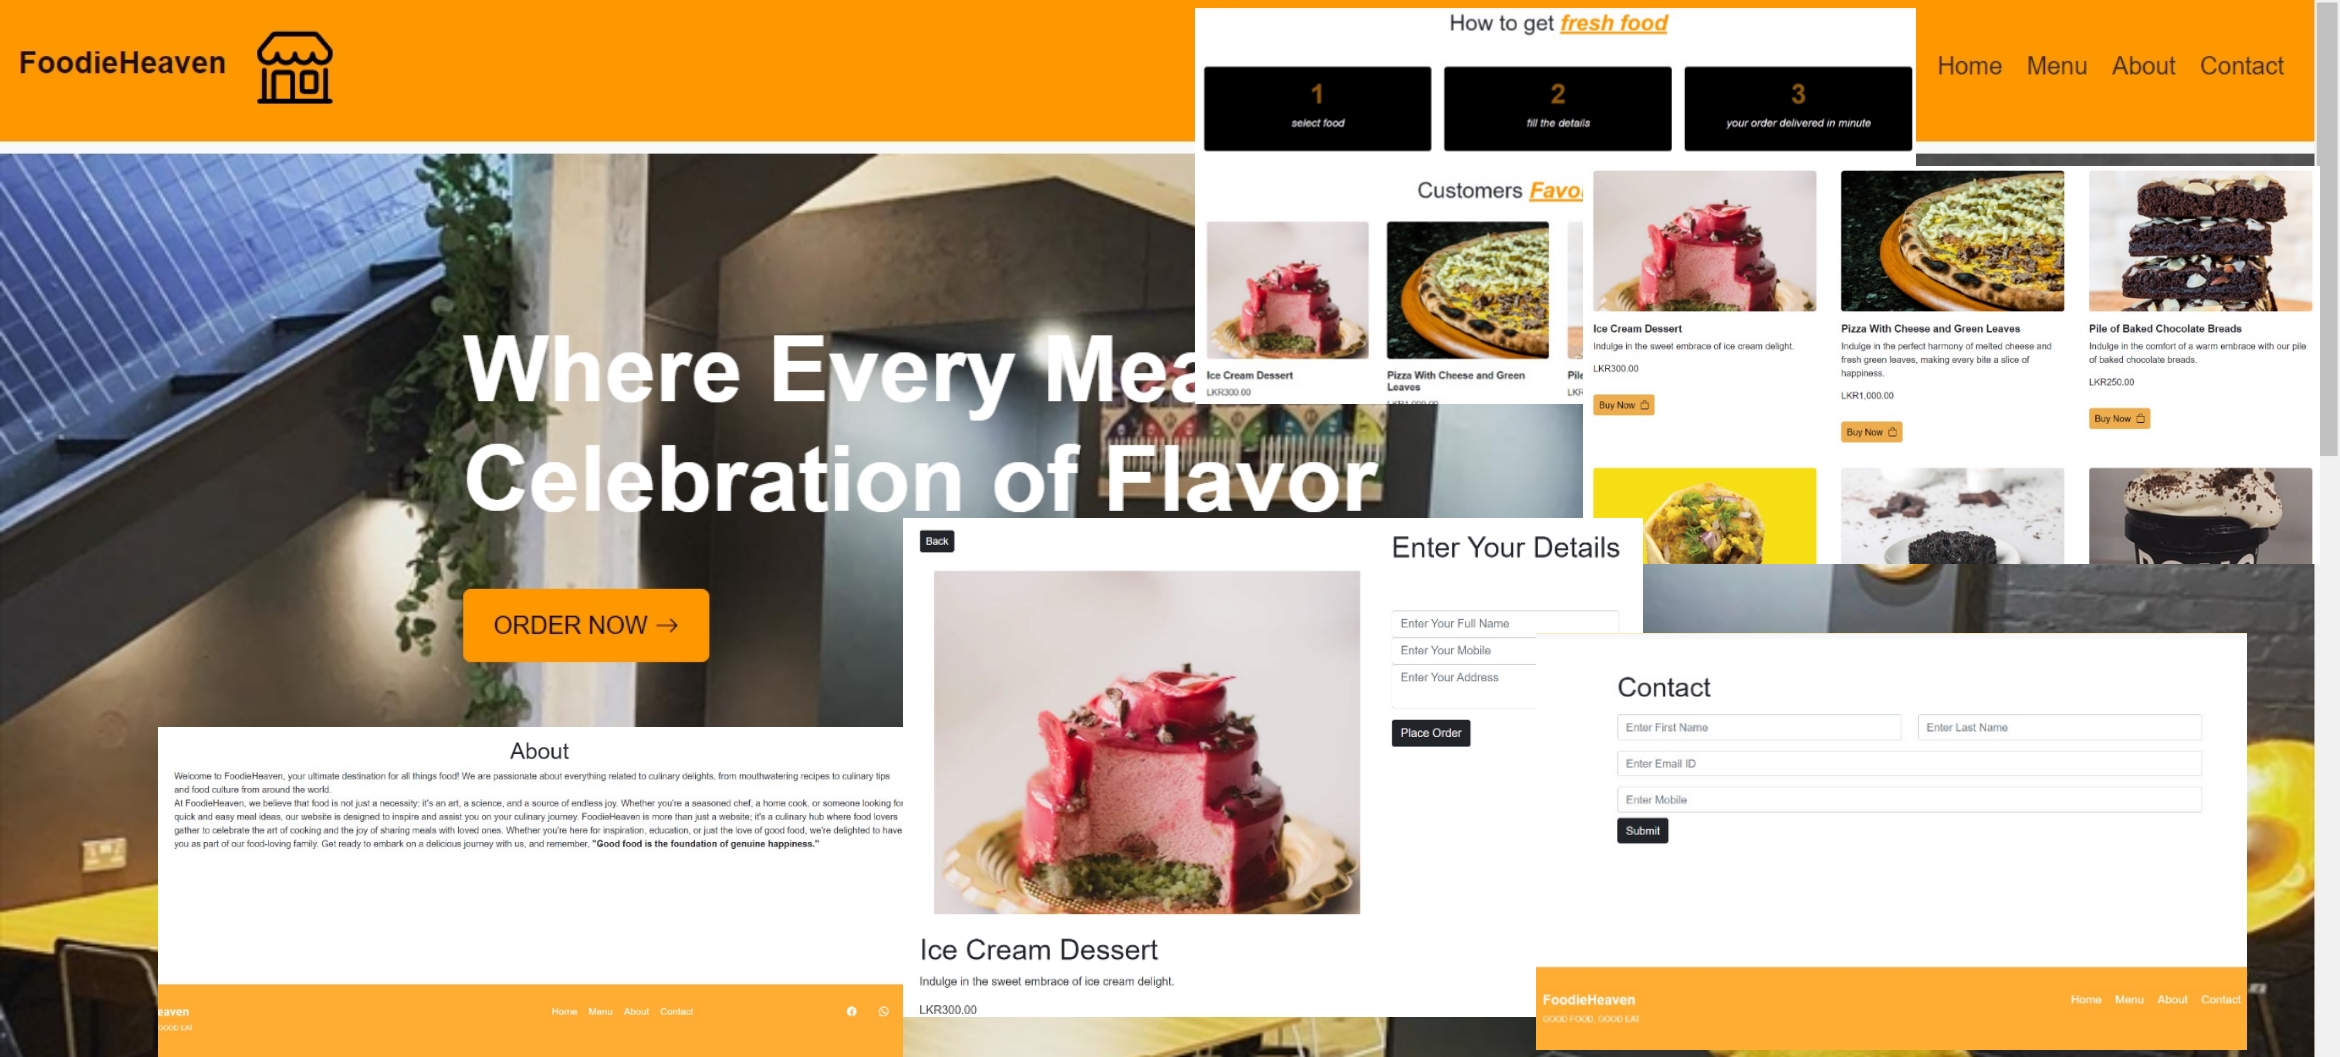 FoodieHeaven
Home Menu About Contact
How to get fresh food
1
select food
2
fill the details
3
your order delivered in minute
Customers Favo
Ice Cream Dessert
LKR300.00
Pizza With Cheese and Green
Leaves
LKR1,000.00
Pile
LKR
Ice Cream Dessert
Indulge in the sweet embrace of ice cream delight.
LKR300.00
Buy Now
Pizza With Cheese and Green Leaves
Indulge in the perfect harmony of melted cheese and
fresh green leaves, making every bite a slice of
happiness.
LKR1,000.00
Buy Now
Pile of Baked Chocolate Breads
Indulge in the comfort of a warm embrace with our pile
of baked chocolate breads.
LKR250.00
Buy Now
Where Every Mea
Celebration of Flavor
ORDER NOW →
Back
Ice Cream Dessert
Indulge in the sweet embrace of ice cream delight.
LKR300.00
Enter Your Details
Enter Your Full Name
Enter Your Mobile
Enter Your Address
Place Order
Contact
Enter First Name
Enter Last Name
Enter Email ID
Enter Mobile
Submit
FoodieHeaven
GOOD FOOD, GOOD EAT
Home Menu About Contact
About
Welcome to FoodieHeaven, your ultimate destination for all things food! We are passionate about everything related to culinary delights, from mouthwatering recipes to culinary tips
and food culture from around the world.
At FoodieHeaven, we believe that food is not just a necessity; it's an art, a science, and a source of endless joy. Whether you're a seasoned chef, a home cook, or someone looking for
quick and easy meal ideas, our website is designed to inspire and assist you on your culinary journey. FoodieHeaven is more than just a website; it's a culinary hub where food lovers
gather to celebrate the art of cooking and the joy of sharing meals with loved ones. Whether you're here for inspiration, education, or just the love of good food, we're delighted to have
you as part of our food-loving family. Get ready to embark on a delicious journey with us, and remember, "Good food is the foundation of genuine happiness."
eaven
GOOD EAT
Home Menu About Contact